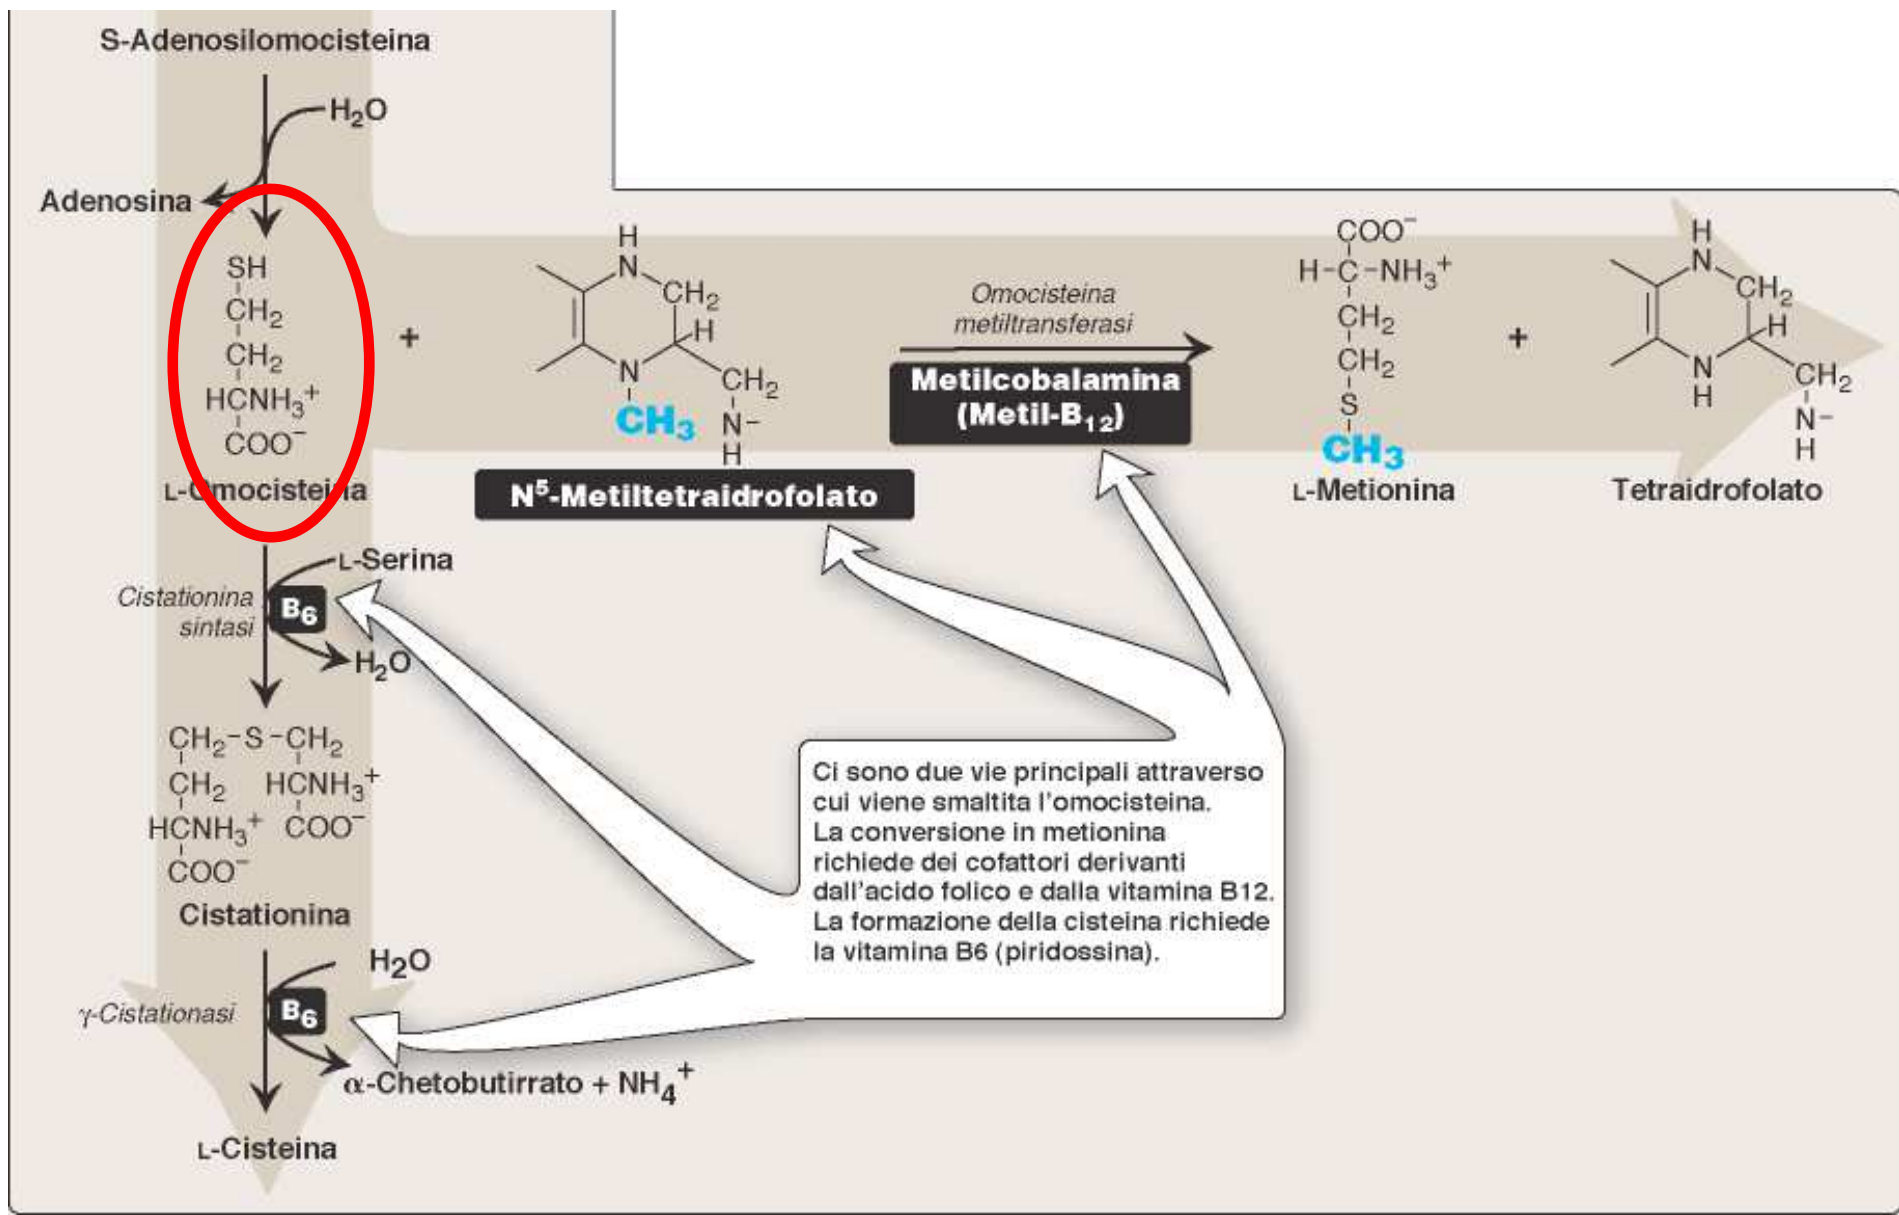 S-Adenosilomocisteina
H₂O
Adenosina
SH
CH₂
CH₂
HCNH₃⁺
COO⁻
L-Omocisteina
+
H
N
CH₂
H
N
CH₂
CH₃
N–
H
N⁵-Metiltetraidrofolato
Omocisteina
metiltransferasi
Metilcobalamina
(Metil-B₁₂)
COO⁻
H–C–NH₃⁺
CH₂
CH₂
S
CH₃
L-Metionina
+
H
N
CH₂
H
N
H
CH₂
N–
H
Tetraidrofolato
L-Serina
Cistationina
sintasi
B₆
H₂O
CH₂–S–CH₂
CH₂ HCNH₃⁺
HCNH₃⁺ COO⁻
COO⁻
Cistationina
H₂O
γ-Cistationasi
B₆
α-Chetobutirrato + NH₄⁺
L-Cisteina
Ci sono due vie principali attraverso
cui viene smaltita l'omocisteina.
La conversione in metionina
richiede dei cofattori derivanti
dall'acido folico e dalla vitamina B12.
La formazione della cisteina richiede
la vitamina B6 (piridossina).